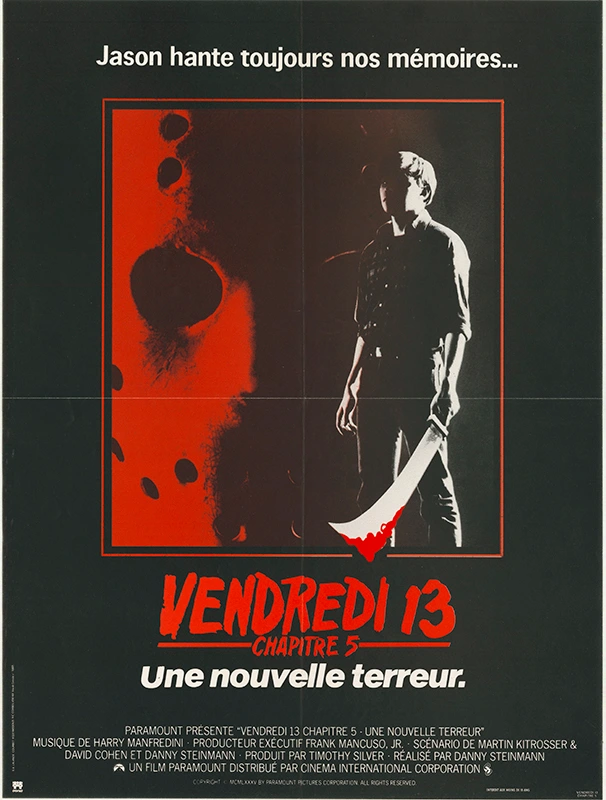 Jason hante toujours nos mémoires...
VENDREDI 13
CHAPITRE 5
Une nouvelle terreur.
PARAMOUNT PRÉSENTE "VENDREDI 13 CHAPITRE 5 - UNE NOUVELLE TERREUR"
MUSIQUE DE HARRY MANFREDINI · PRODUCTEUR EXÉCUTIF FRANK MANCUSO, JR. · SCÉNARIO DE MARTIN KITROSSER &
DAVID COHEN ET DANNY STEINMANN · PRODUIT PAR TIMOTHY SILVER · RÉALISÉ PAR DANNY STEINMANN
UN FILM PARAMOUNT DISTRIBUÉ PAR CINEMA INTERNATIONAL CORPORATION
COPYRIGHT © MCMLXXXV BY PARAMOUNT PICTURES CORPORATION. ALL RIGHTS RESERVED.